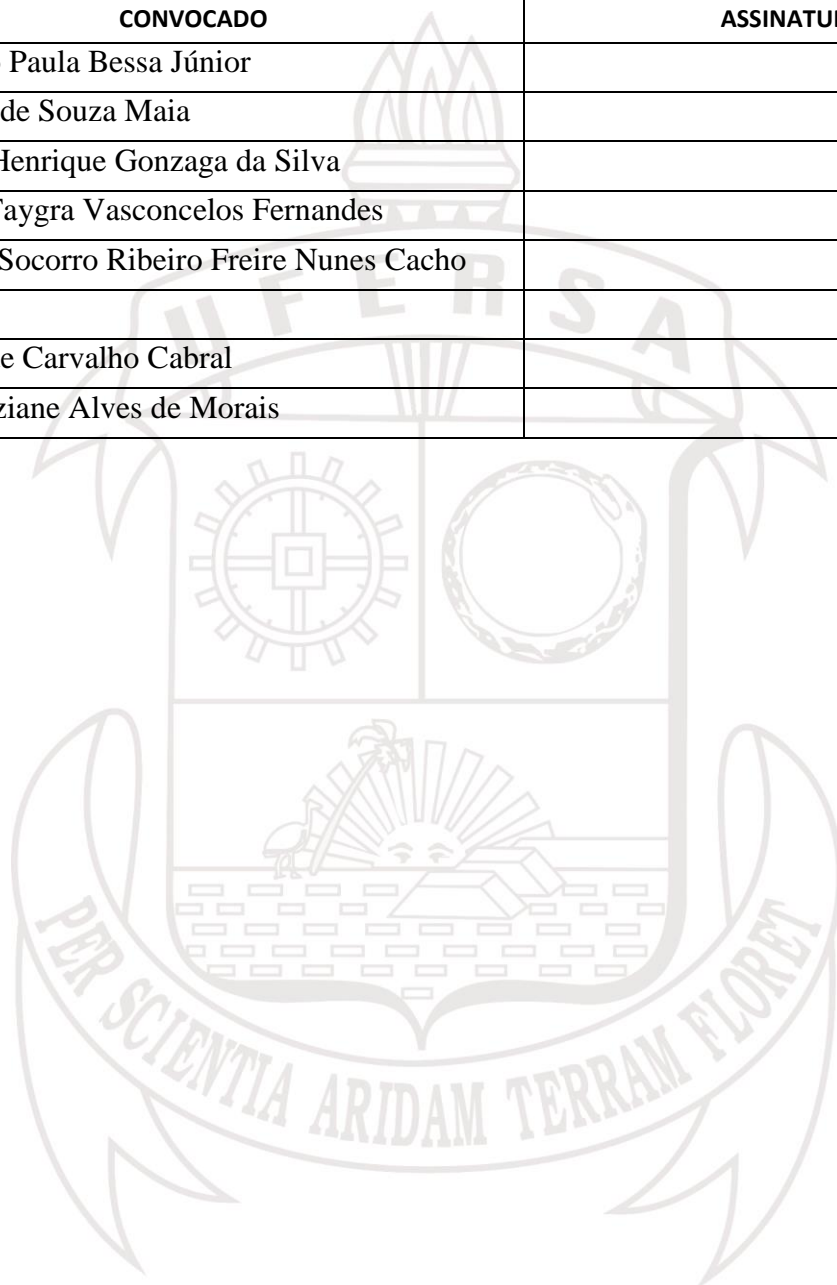 CONVOCADO
Paula Bessa Júnior
de Souza Maia
Henrique Gonzaga da Silva
Taygra Vasconcelos Fernandes
Socorro Ribeiro Freire Nunes Cacho
Carvalho Cabral
Alves de Morais
UFERSA
PER SCIENTIA ARIDAM TERRAM FLORET